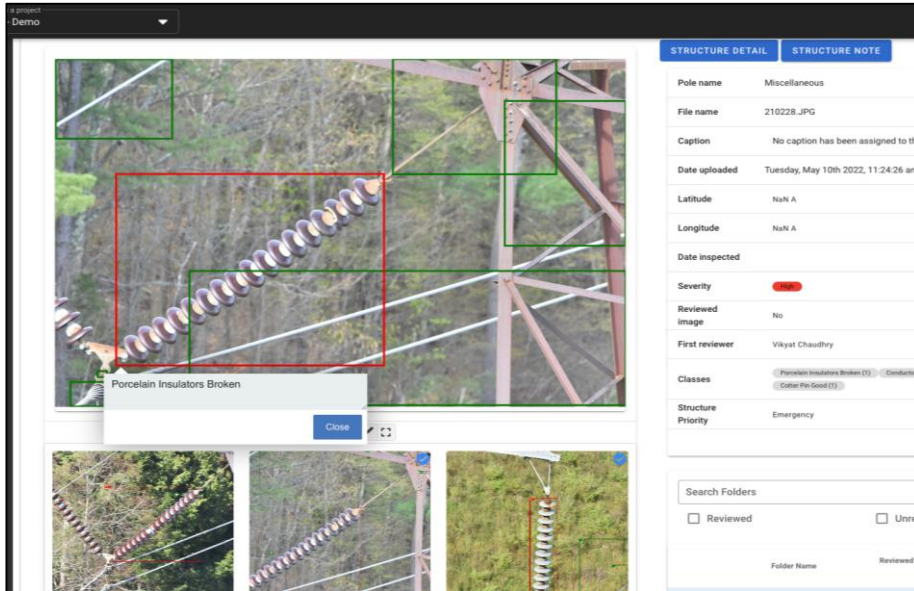 a project
Demo
STRUCTURE DETAIL
STRUCTURE NOTE
Pole name Miscellaneous
File name 210228.JPG
Caption No caption has been assigned to th
Date uploaded Tuesday, May 10th 2022, 11:24:26 am
Latitude NaN A
Longitude NaN A
Date inspected
Severity High
Reviewed
image No
First reviewer Vikyat Chaudhry
Classes Porcelain Insulators Broken (1) Conducto
Cotter Pin Good (1)
Structure
Priority Emergency
Porcelain Insulators Broken
Close
Search Folders
Reviewed Unre
Folder Name Reviewed